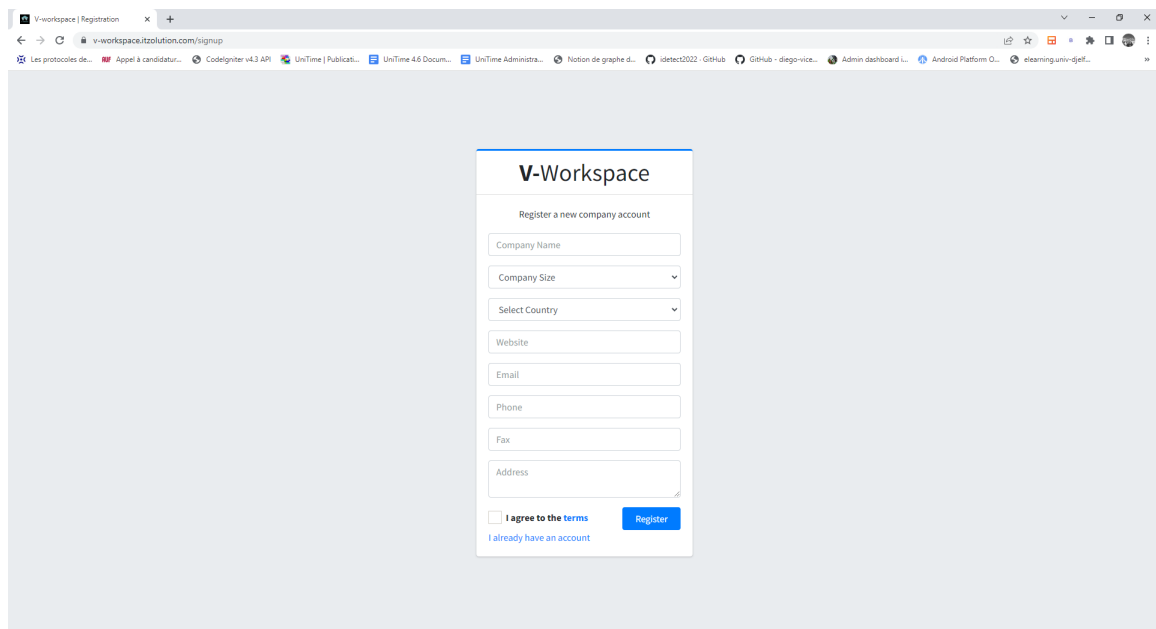 V-workspace | Registration
v-workspace.itzolution.com/signup
Les protocoles de... AUF Appel à candidatur... CodeIgniter v4.3 API UniTime | Publicati... UniTime 4.6 Docum... UniTime Administra... Notion de graphe d... idetect2022 · GitHub GitHub - diego-vice... Admin dashboard i... Android Platform O... elearning.univ-djelf... »
V-Workspace
Register a new company account
Company Name
Company Size
Select Country
Website
Email
Phone
Fax
Address
I agree to the terms Register
I already have an account